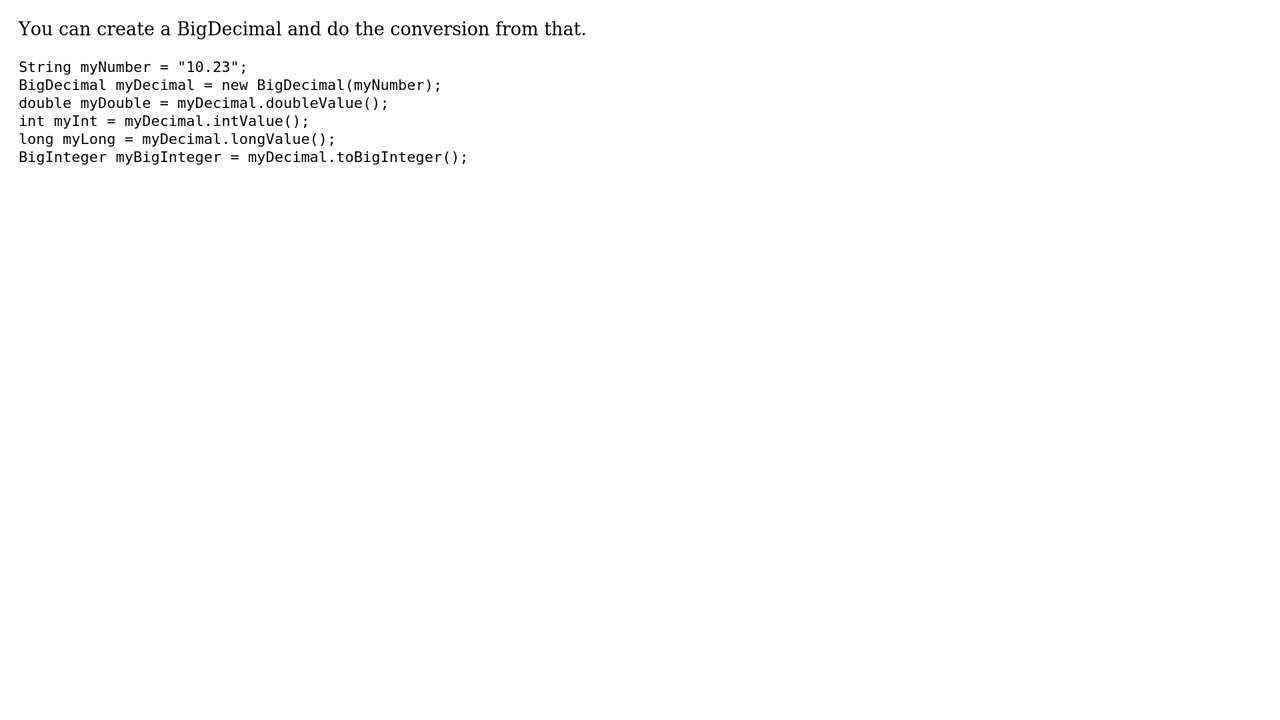 You can create a BigDecimal and do the conversion from that.
String myNumber = "10.23";
BigDecimal myDecimal = new BigDecimal(myNumber);
double myDouble = myDecimal.doubleValue();
int myInt = myDecimal.intValue();
long myLong = myDecimal.longValue();
BigInteger myBigInteger = myDecimal.toBigInteger();